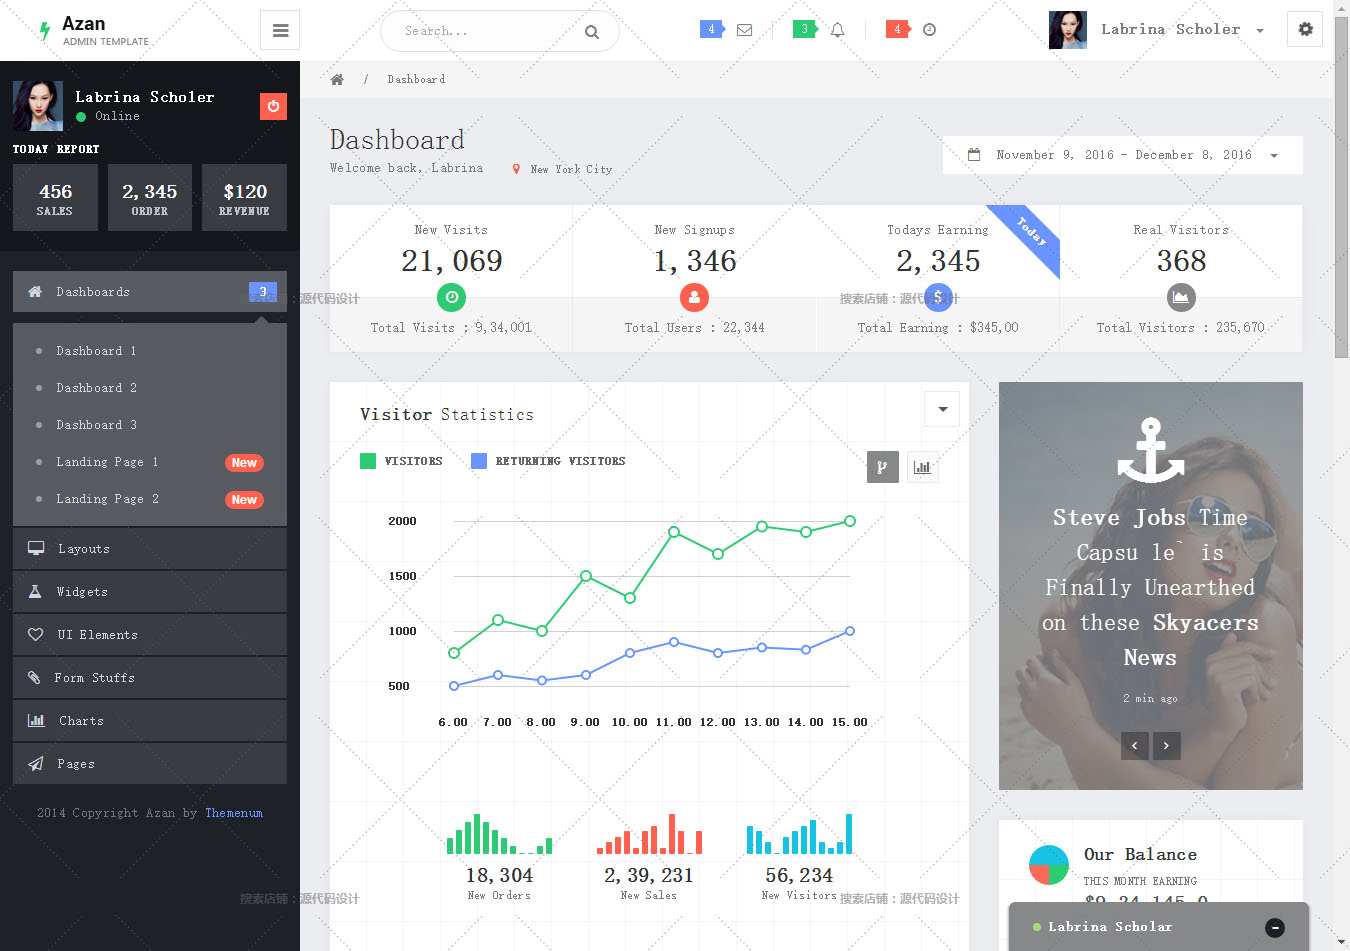 Azan
ADMIN TEMPLATE
Search...
4
3
4
Labrina Scholer
Labrina Scholer
Online
TODAY REPORT
456
SALES
2,345
ORDER
$120
REVENUE
Dashboards
3
Dashboard 1
Dashboard 2
Dashboard 3
Landing Page 1
New
Landing Page 2
New
Layouts
Widgets
UI Elements
Form Stuffs
Charts
Pages
2014 Copyright Azan by Themenum
/ Dashboard
Dashboard
Welcome back, Labrina
New York City
November 9, 2016 - December 8, 2016
New Visits
21,069
Total Visits : 9,34,001
New Signups
1,346
Total Users : 22,344
Todays Earning
2,345
$
Total Earning : $345,00
Today
Real Visitors
368
Total Visitors : 235,670
搜索店铺：源代码设计
搜索店铺：源代码设计
Visitor Statistics
VISITORS
RETURNING VISITORS
2000
1500
1000
500
6.00 7.00 8.00 9.00 10.00 11.00 12.00 13.00 14.00 15.00
18,304
New Orders
2,39,231
New Sales
56,234
New Visitors
搜索店铺：源代码设计
搜索店铺：源代码设计
Steve Jobs Time
Capsu le` is
Finally Unearthed
on these Skyacers
News
2 min ago
Our Balance
THIS MONTH EARNING
Labrina Scholar